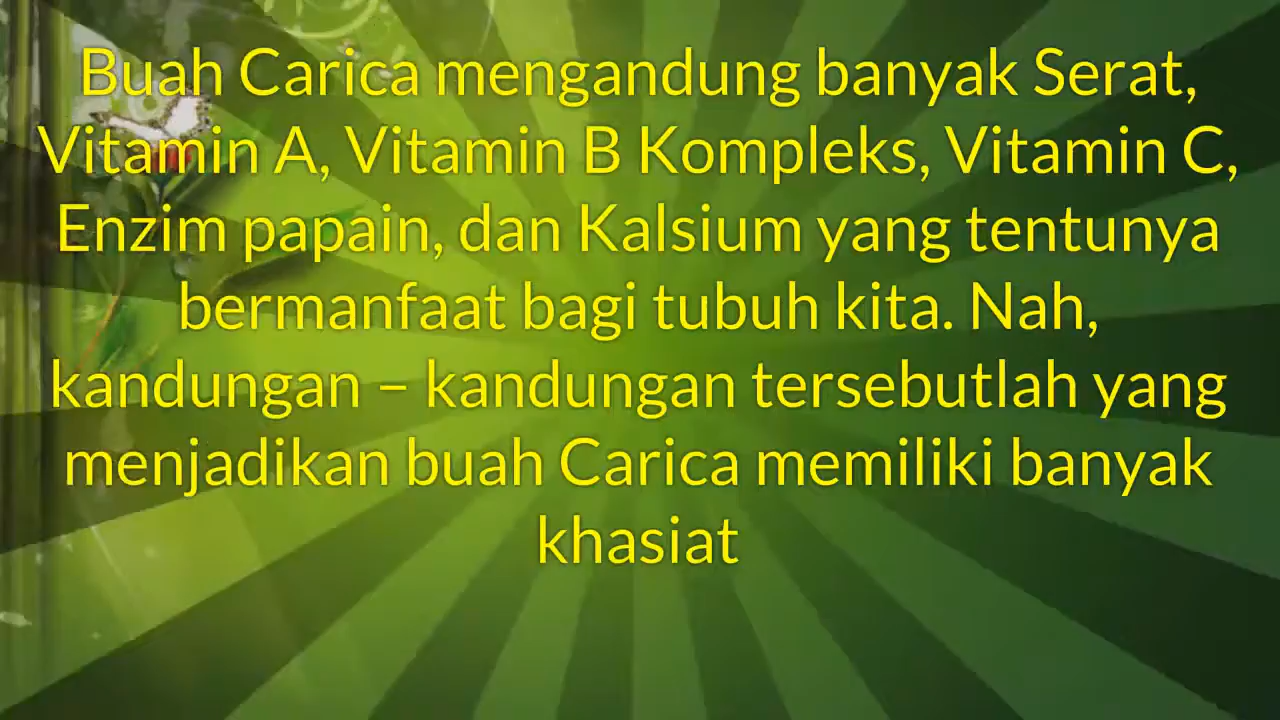 Buah Carica mengandung banyak Serat,
Vitamin A, Vitamin B Kompleks, Vitamin C,
Enzim papain, dan Kalsium yang tentunya
bermanfaat bagi tubuh kita. Nah,
kandungan – kandungan tersebutlah yang
menjadikan buah Carica memiliki banyak
khasiat